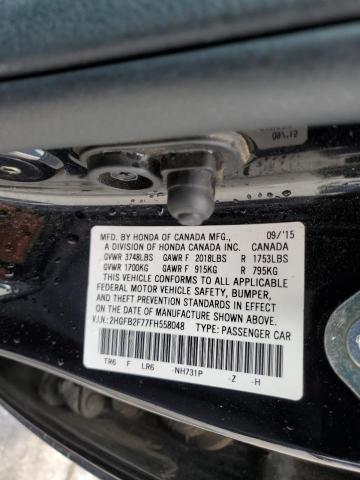 MFD. BY HONDA OF CANADA MFG., 09/'15
A DIVISION OF HONDA CANADA INC. CANADA
GVWR 3748LBS GAWR F 2018LBS R 1753LBS
GVWR 1700KG GAWR F 915KG R 795KG
THIS VEHICLE CONFORMS TO ALL APPLICABLE
FEDERAL MOTOR VEHICLE SAFETY, BUMPER,
AND THEFT PREVENTION STANDARDS IN EFFECT
ON THE DATE OF MANUFACTURE SHOWN ABOVE.
V.I.N.: 2HGFB2F77FH558048 TYPE: PASSENGER CAR
TR6 F LR6 -NH731P -Z -H